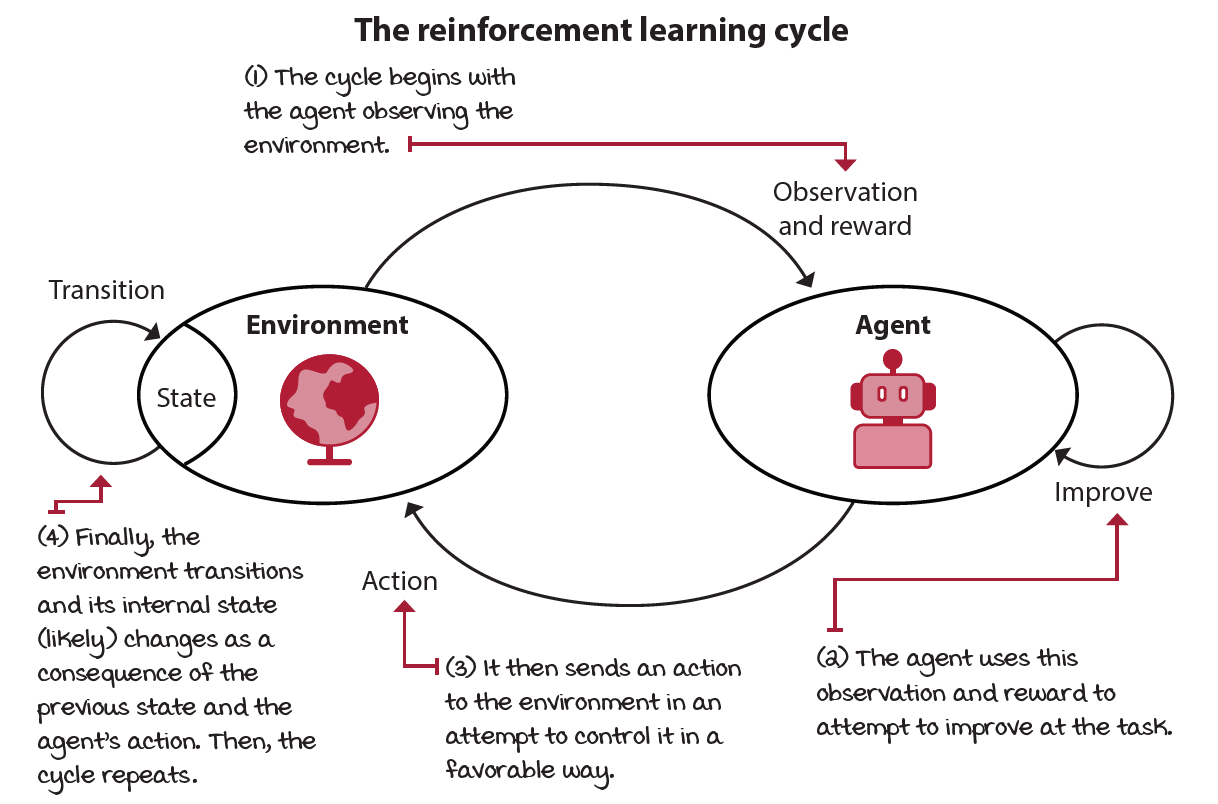 The reinforcement learning cycle
(1) The cycle begins with
the agent observing the
environment.
Observation
and reward
Transition
Environment
Agent
State
Improve
(4) Finally, the
environment transitions
and its internal state
(likely) changes as a
consequence of the
previous state and the
agent's action. Then, the
cycle repeats.
Action
(3) It then sends an action
to the environment in an
attempt to control it in a
favorable way.
(2) The agent uses this
observation and reward to
attempt to improve at the task.